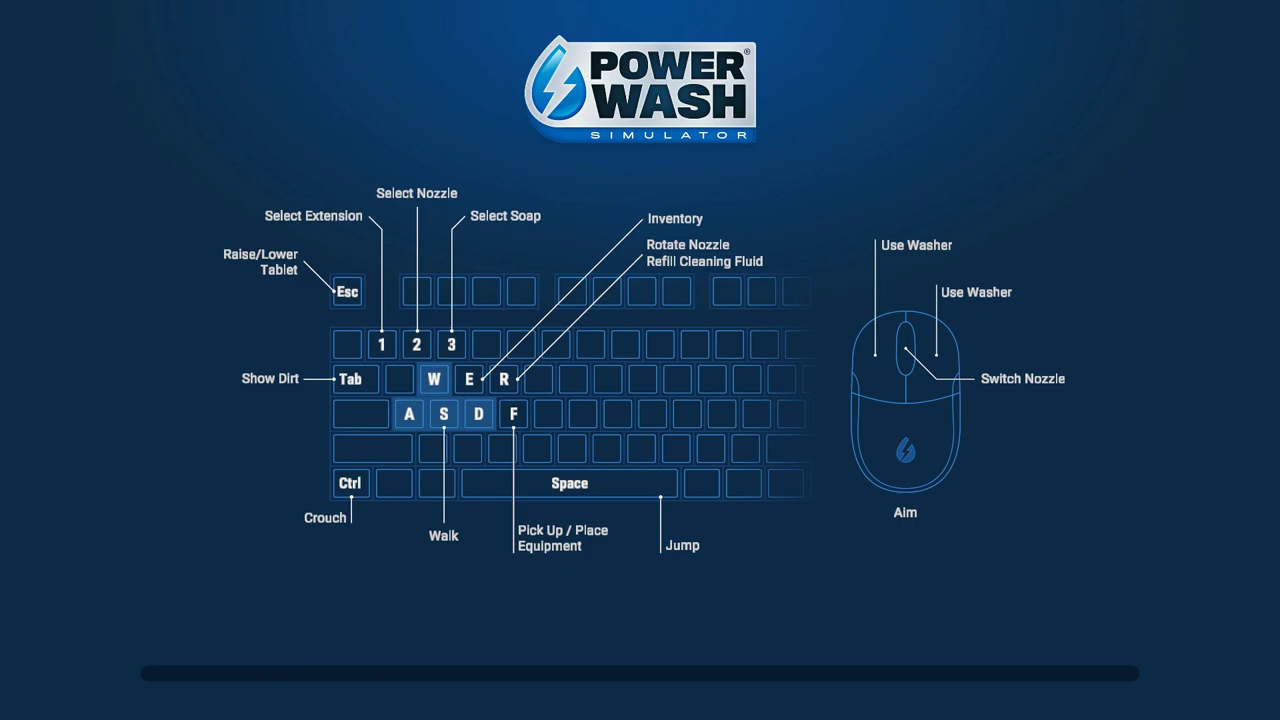 POWER®
WASH
SIMULATOR
Select Nozzle
Select Extension
Select Soap
Inventory
Raise/Lower
Tablet
Rotate Nozzle
Refill Cleaning Fluid
Use Washer
Use Washer
Esc
1 2 3
Show Dirt
Tab W E R
Switch Nozzle
A S D F
Ctrl Space
Crouch
Walk
Pick Up / Place
Equipment
Jump
Aim